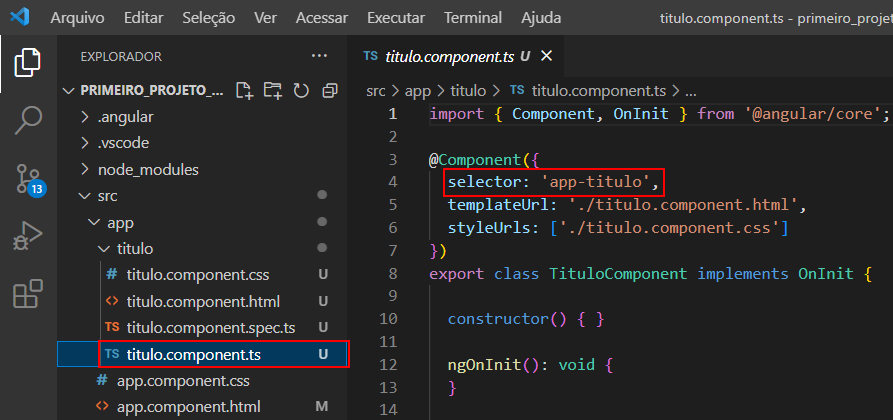 Arquivo Editar Seleção Ver Acessar Executar Terminal Ajuda titulo.component.ts - primeiro_projet
EXPLORADOR ...
PRIMEIRO_PROJETO_...
.angular
.vscode
node_modules
src
app
titulo
# titulo.component.css U
<> titulo.component.html U
TS titulo.component.spec.ts U
TS titulo.component.ts U
# app.component.css
<> app.component.html M
13
TS titulo.component.ts U ×
src > app > titulo > TS titulo.component.ts > ...
1 import { Component, OnInit } from '@angular/core';
2
3 @Component({
4 selector: 'app-titulo',
5 templateUrl: './titulo.component.html',
6 styleUrls: ['./titulo.component.css']
7 })
8 export class TituloComponent implements OnInit {
9
10 constructor() { }
11
12 ngOnInit(): void {
13 }
14